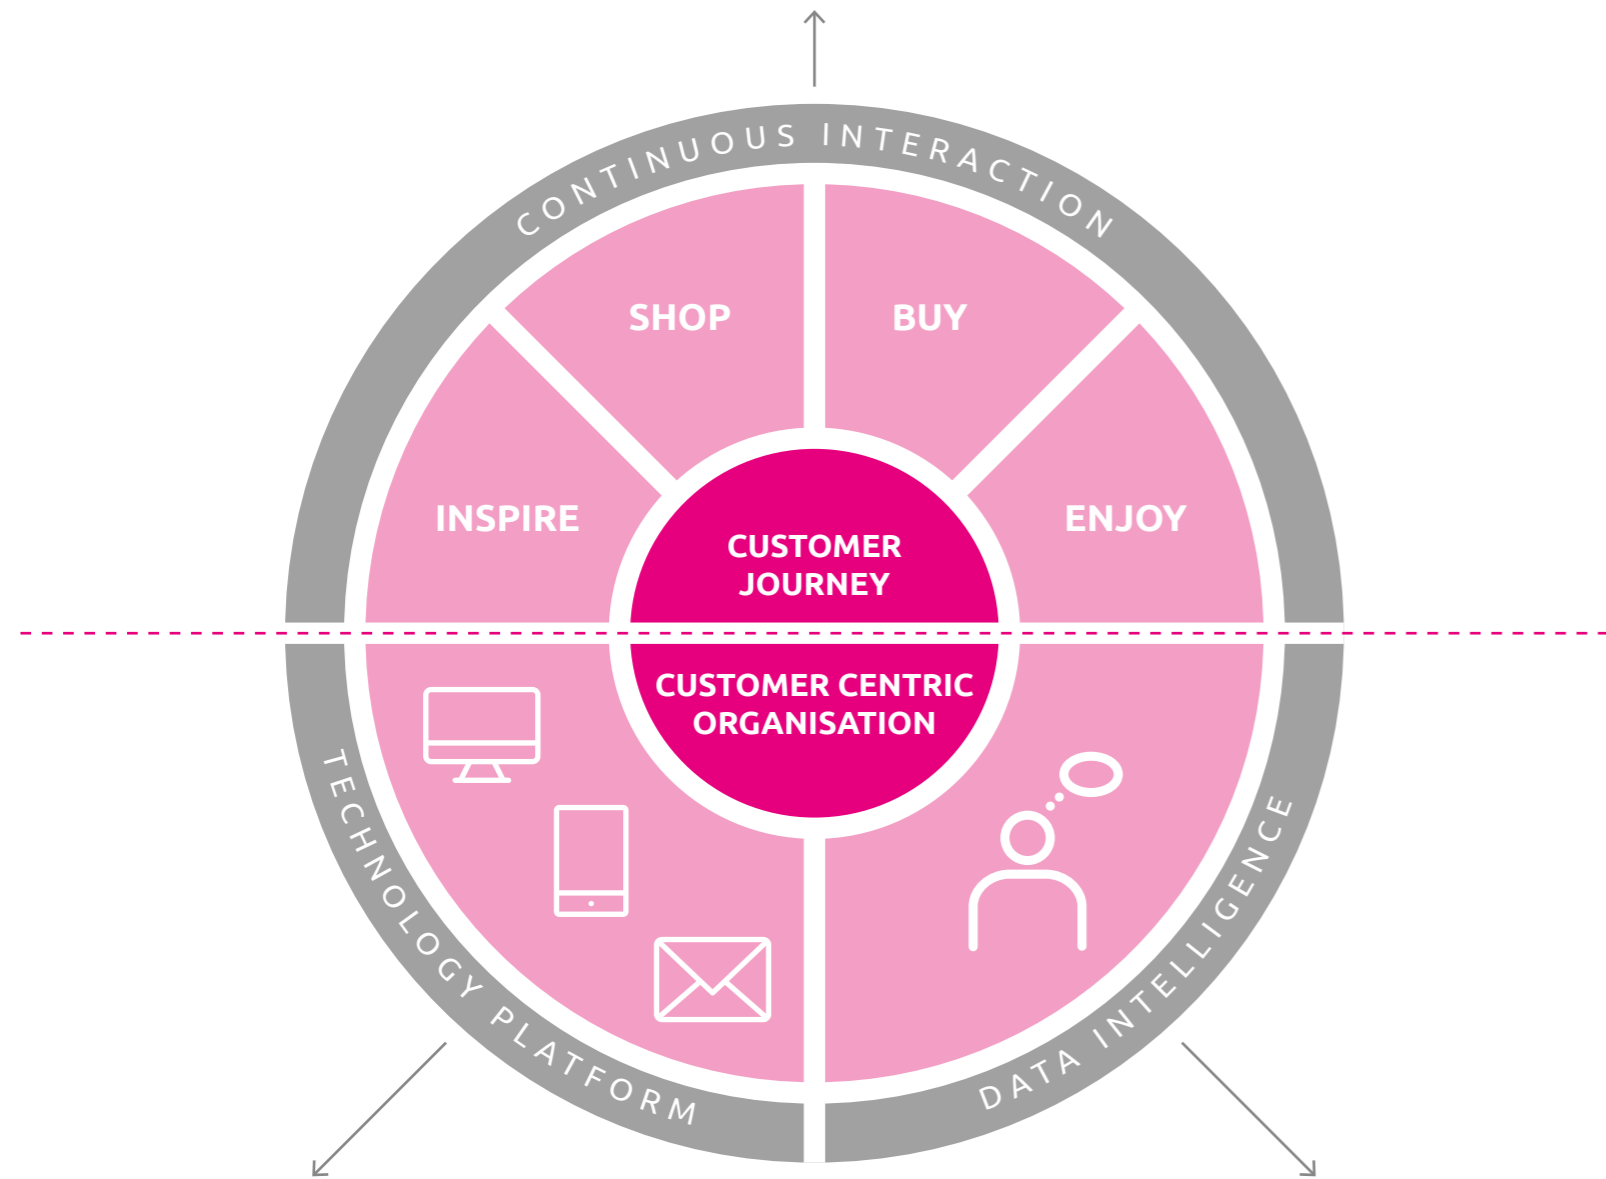 CONTINUOUS INTERACTION
SHOP
BUY
INSPIRE
ENJOY
CUSTOMER
JOURNEY
CUSTOMER CENTRIC
ORGANISATION
TECHNOLOGY PLATFORM
DATA INTELLIGENCE